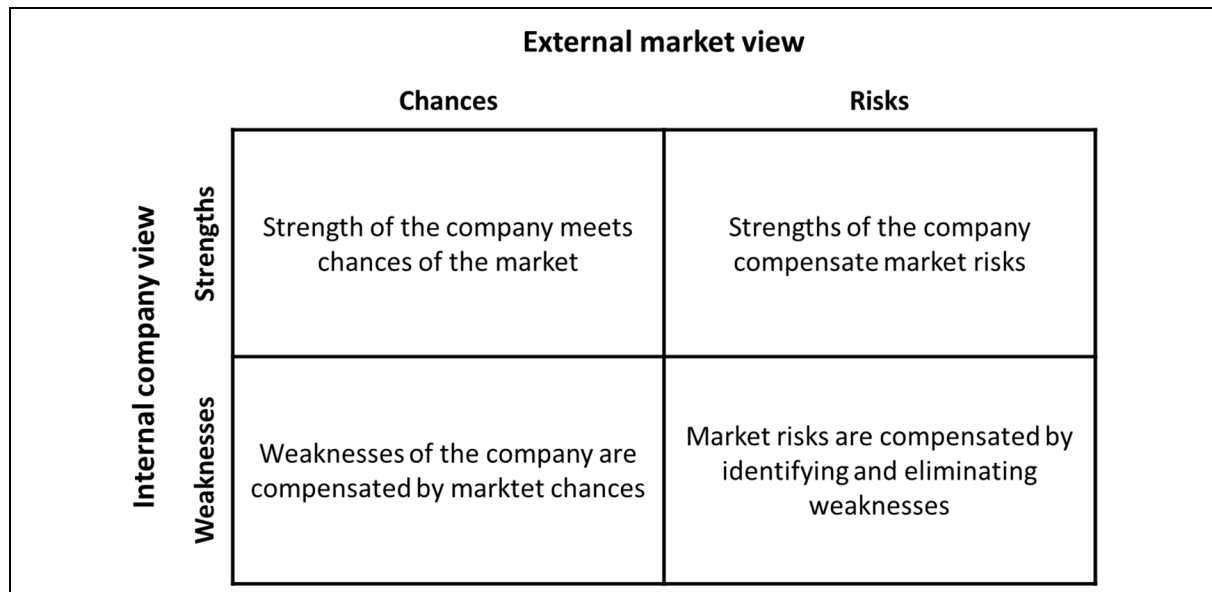 External market view
Chances
Risks
Internal company view
Strengths
Strength of the company meets
chances of the market
Strengths of the company
compensate market risks
Weaknesses
Weaknesses of the company are
compensated by marktet chances
Market risks are compensated by
identifying and eliminating
weaknesses